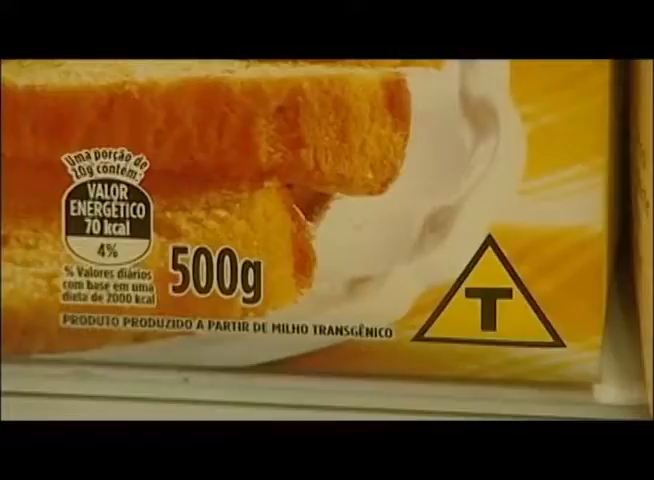 Uma porção de
20g contém:
VALOR
ENERGÉTICO
70 kcal
4%
% Valores diários
com base em uma
dieta de 2000 kcal
500g
PRODUTO PRODUZIDO A PARTIR DE MILHO TRANSGÊNICO
T